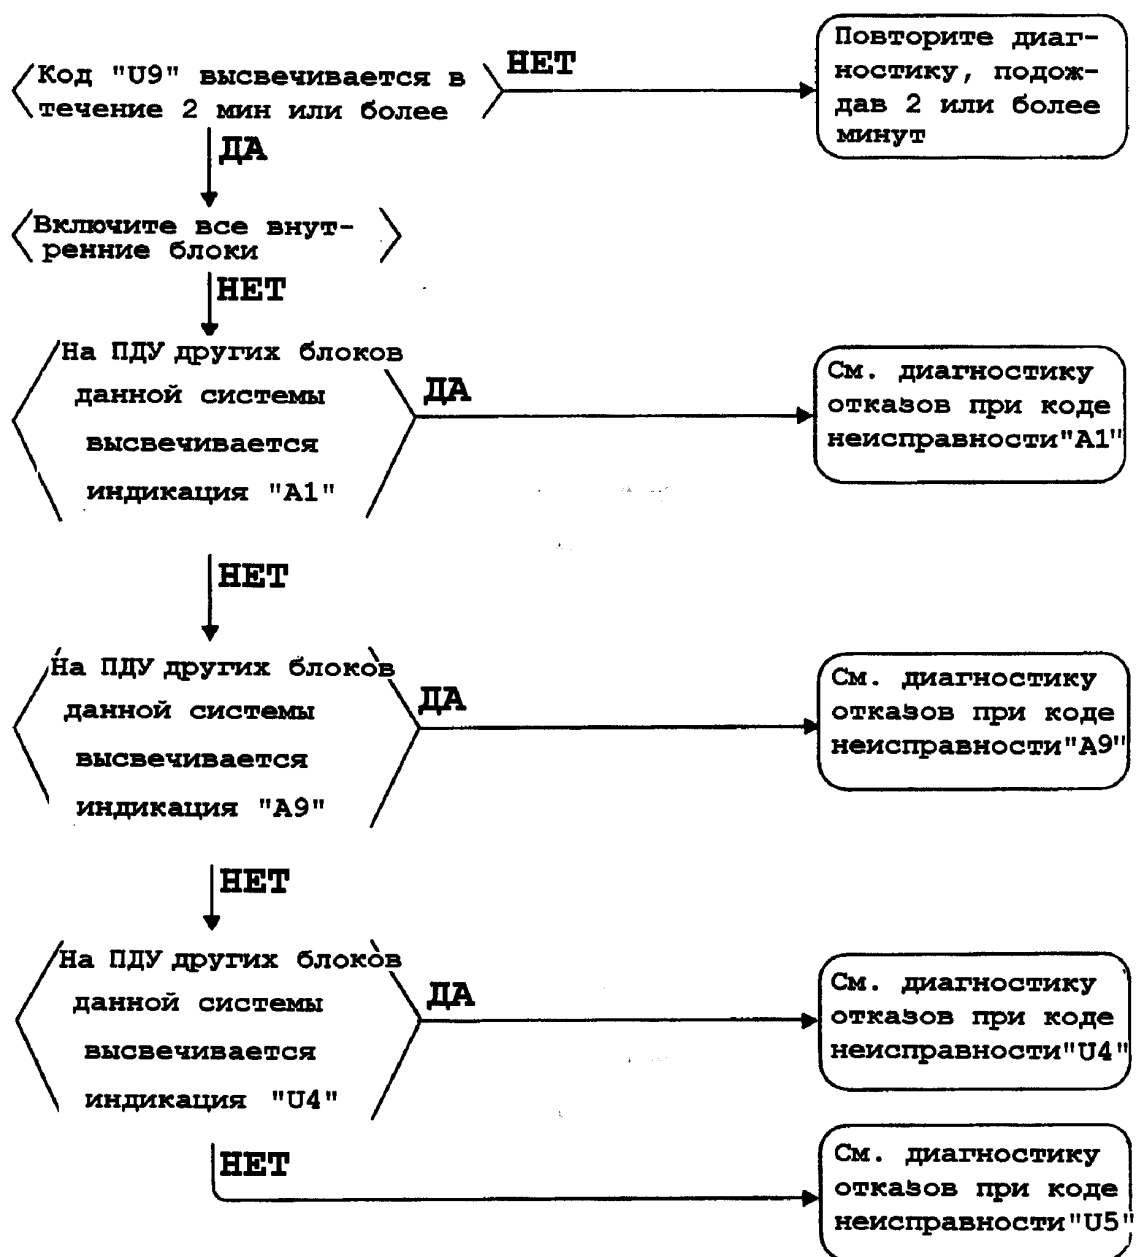 Код "U9" высвечивается в
течение 2 мин или более
НЕТ
Повторите диаг-
ностику, подож-
дав 2 или более
минут
ДА
Включите все внут-
ренние блоки
НЕТ
На ПДУ других блоков
данной системы
высвечивается
индикация "A1"
ДА
См. диагностику
отказов при коде
неисправности"A1"
НЕТ
На ПДУ других блоков
данной системы
высвечивается
индикация "A9"
ДА
См. диагностику
отказов при коде
неисправности"A9"
НЕТ
На ПДУ других блоков
данной системы
высвечивается
индикация "U4"
ДА
См. диагностику
отказов при коде
неисправности"U4"
НЕТ
См. диагностику
отказов при коде
неисправности"U5"